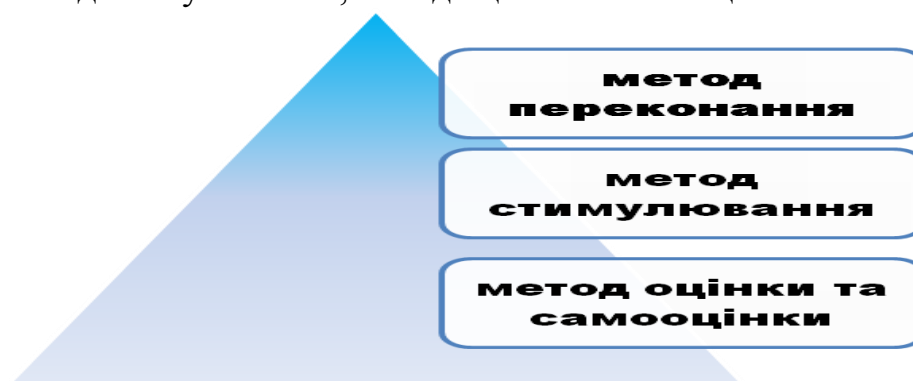 метод
переконання
метод
стимулювання
метод оцінки та
самооцінки